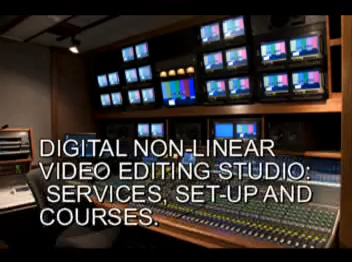 DIGITAL NON-LINEAR
VIDEO EDITING STUDIO:
SERVICES, SET-UP AND
COURSES.